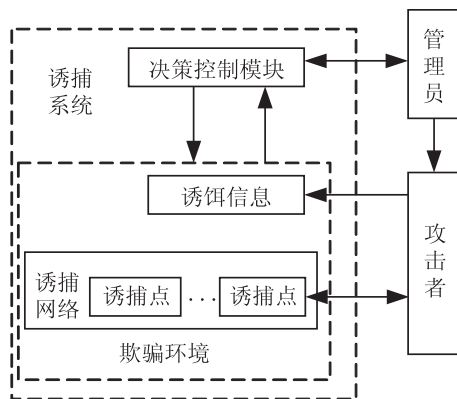 诱捕
系统
决策控制模块
管
理
员
诱饵信息
攻
击
者
诱捕
网络
诱捕点
···
诱捕点
欺骗环境